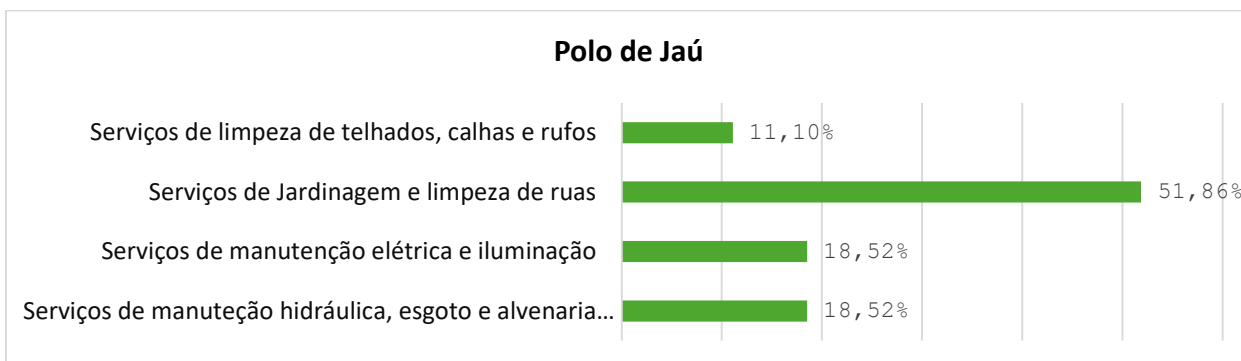 Polo de Jaú
Serviços de limpeza de telhados, calhas e rufos
11,10%
Serviços de Jardinagem e limpeza de ruas
51,86%
Serviços de manutenção elétrica e iluminação
18,52%
Serviços de manuteção hidráulica, esgoto e alvenaria...
18,52%